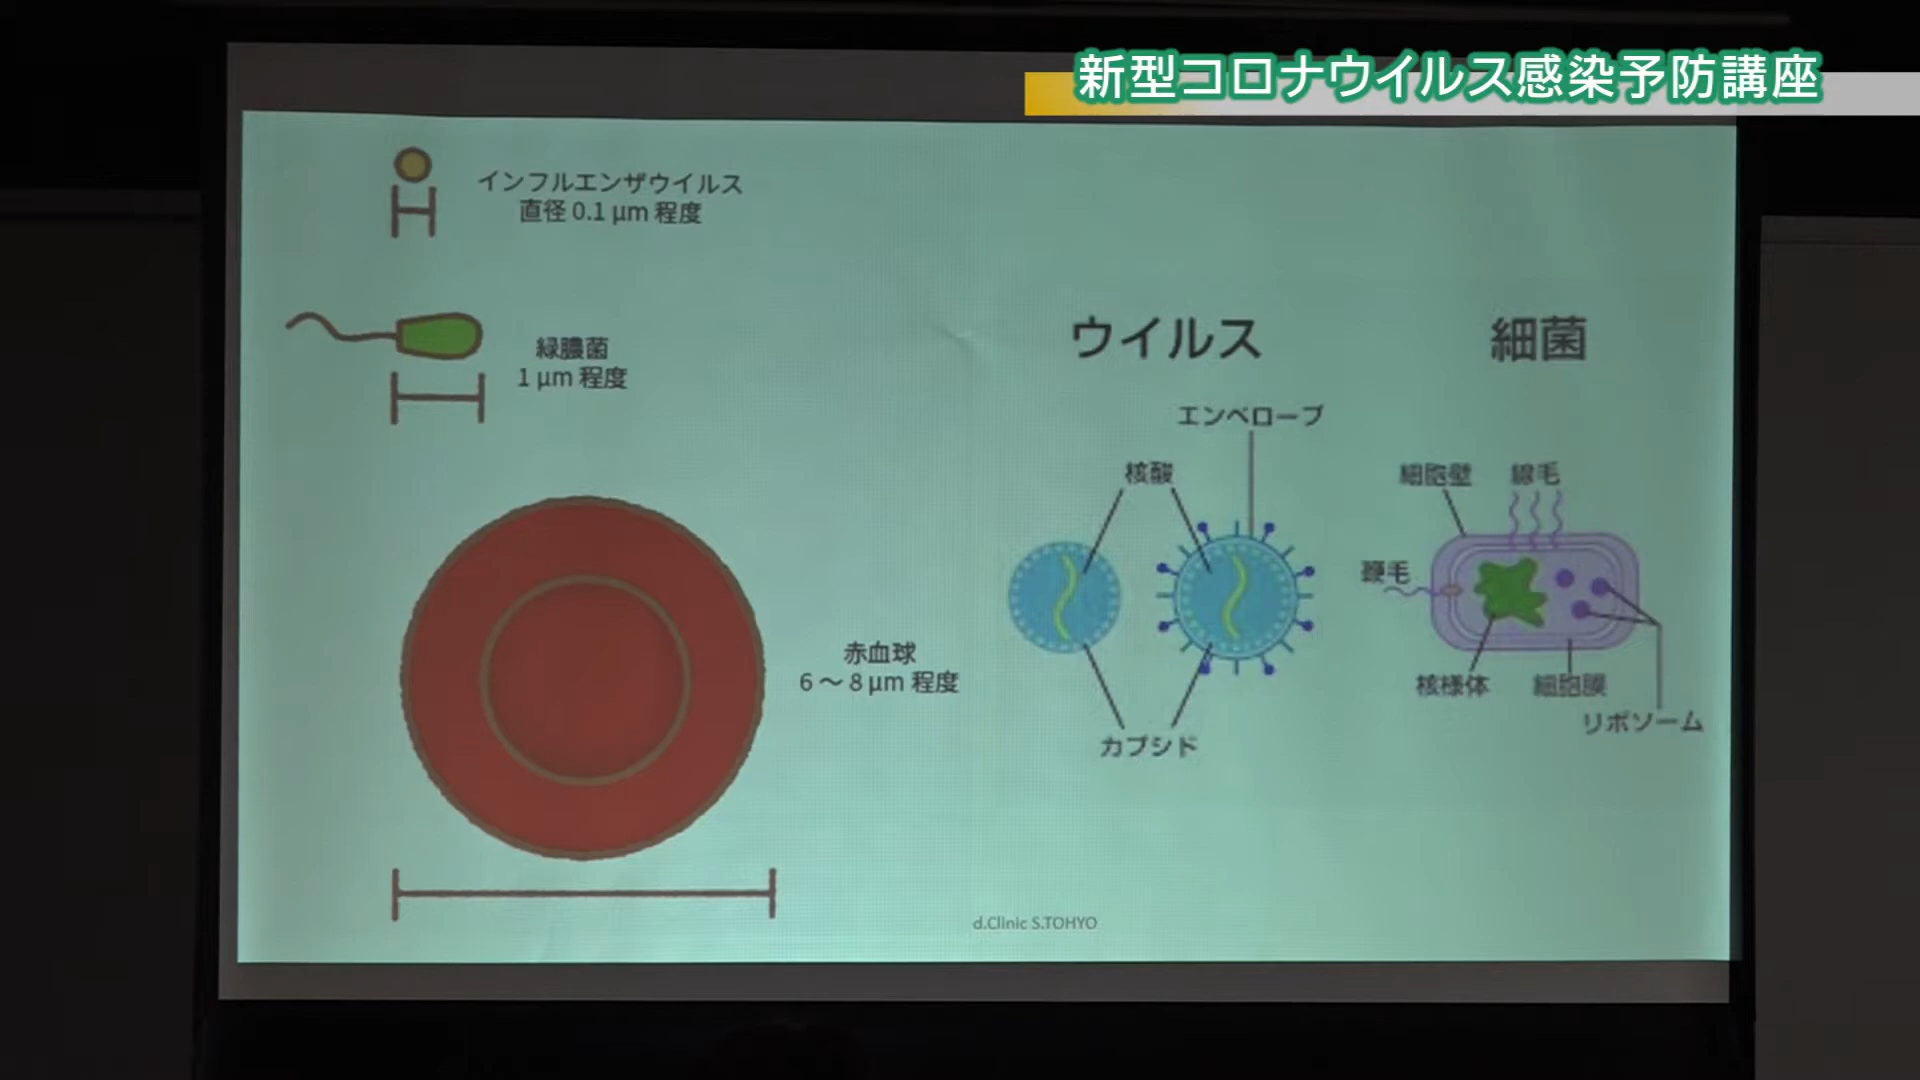 新型コロナウイルス感染予防講座
インフルエンザウイルス
直径 0.1 μm 程度
緑膿菌
1 μm 程度
赤血球
6 ~ 8 μm 程度
ウイルス
細菌
エンベロープ
核酸
カプシド
細胞壁
線毛
鞭毛
核様体
細胞膜
リボソーム
d.Clinic S.TOHYO